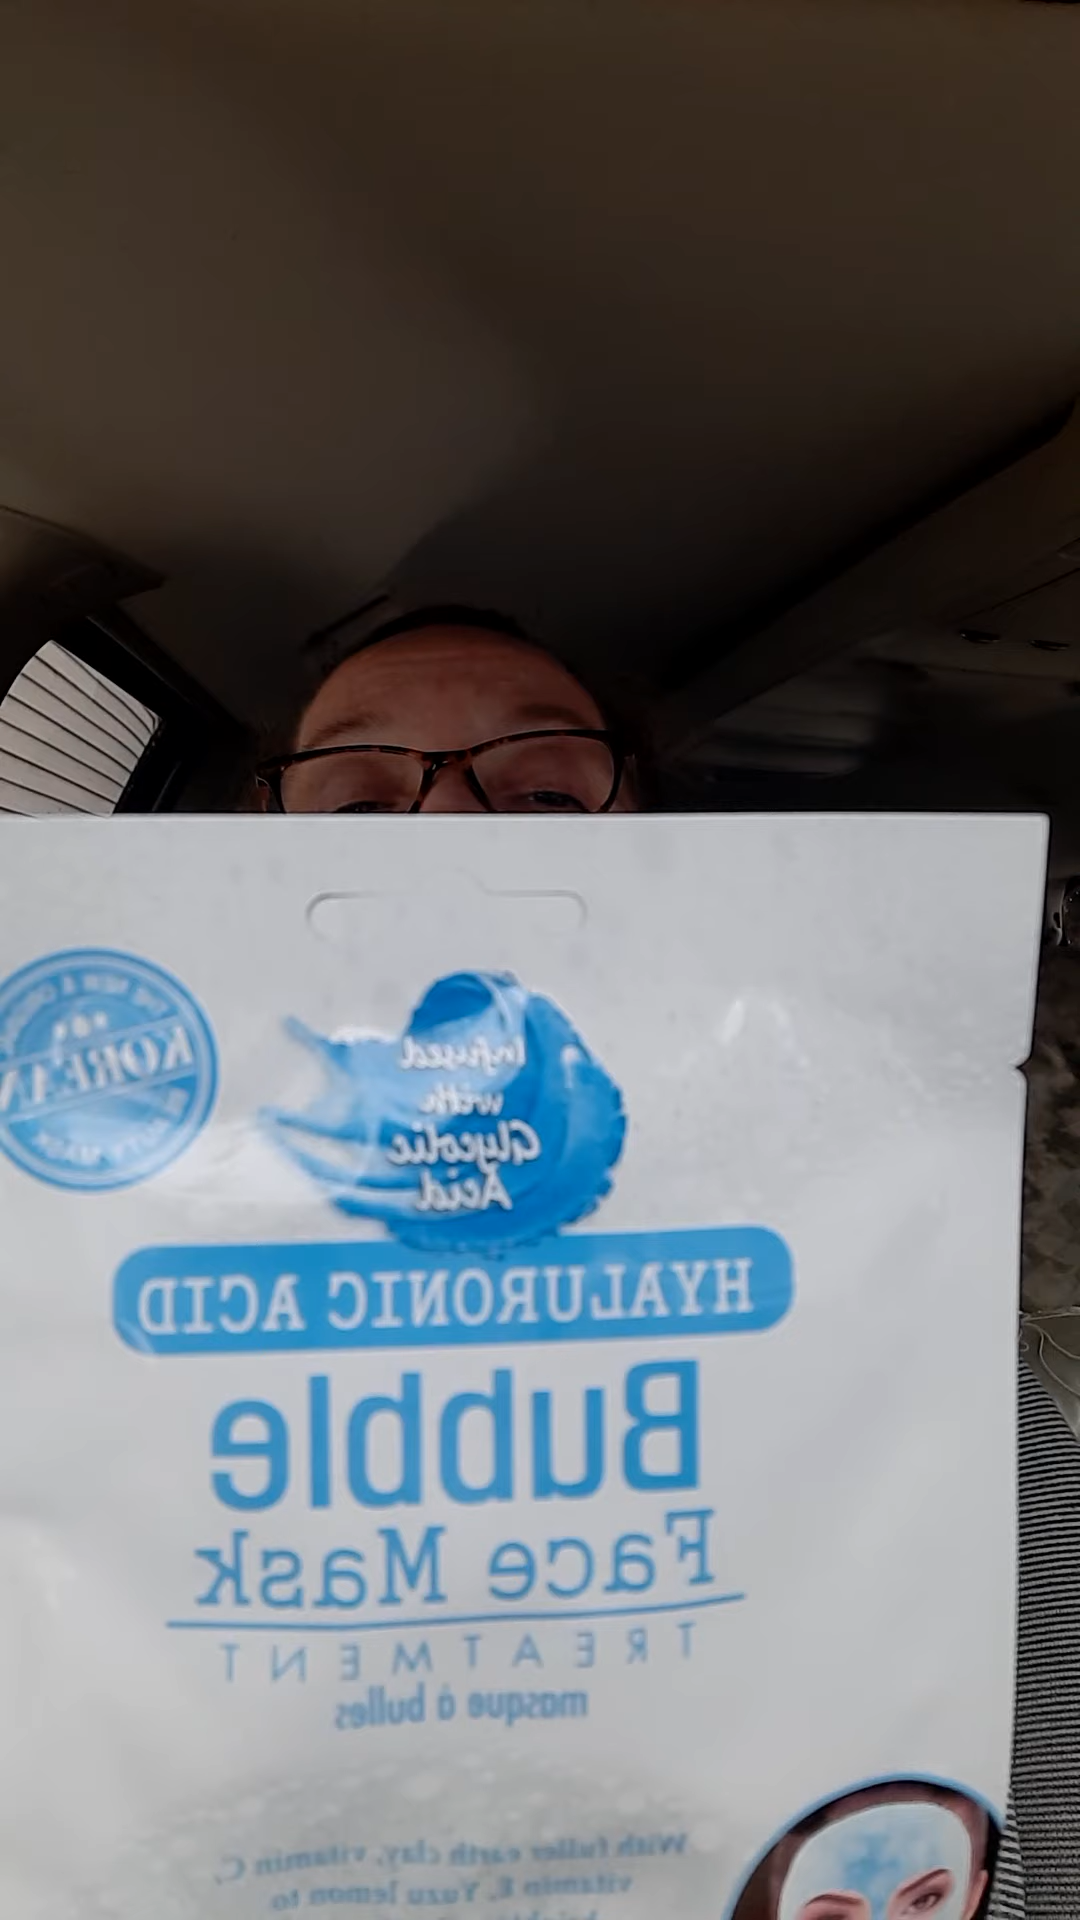 KOREAN
Infused
with
Glycolic
Acid
HYALURONIC ACID
Bubble
Face Mask
TREATMENT
masque à bulles
With fuller earth clay, vitamin C,
vitamin E, Yuzu lemon to